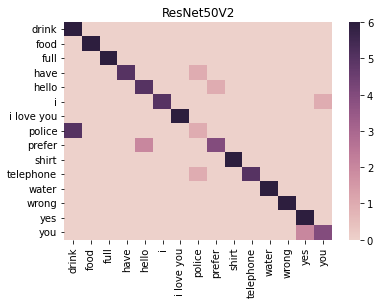 ResNet50V2
drink
food
full
have
hello
i
i love you
police
prefer
shirt
telephone
water
wrong
yes
you
drink
food
full
have
hello
i
i love you
police
prefer
shirt
telephone
water
wrong
yes
you
6
5
4
3
2
1
0